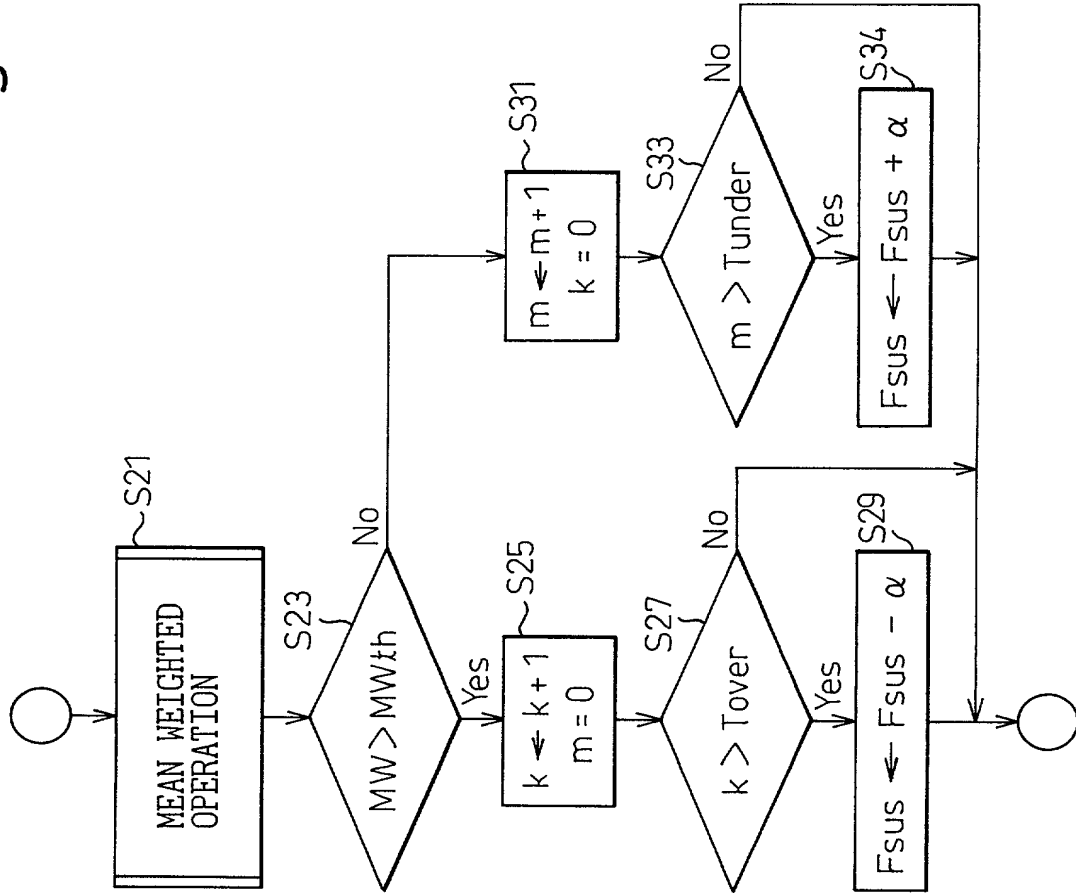 S21
MEAN WEIGHTED
OPERATION
S23
MW > MWth
No
Yes
S25
k ← k + 1
m = 0
S27
k > Tover
No
Yes
S29
Fsus ← Fsus - α
S31
m ← m + 1
k = 0
S33
m > Tunder
No
Yes
S34
Fsus ← Fsus + α